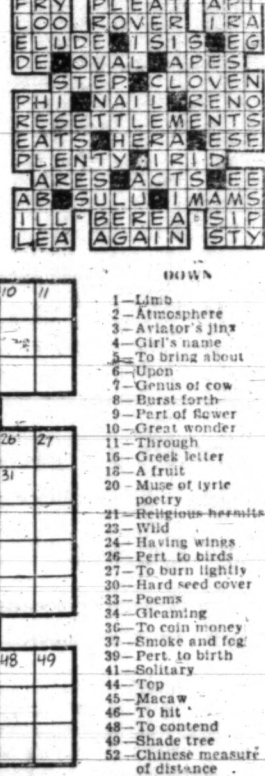 FRY PLEAT APT
LOO ROVER IRA
ELUDE ISIS EG
DE OVAL APES
STEP CLOVEN
PHI NAIL RENO
RESETTLEMENTS
EATS HERA ESE
PLENTY IRID
ARES ACTS EE
AB SULU IMAMS
ILL BEREA SIF
LEA AGAIN STY
DOWN
1—Limb
2—Atmosphere
3—Aviator's jinx
4—Girl's name
5—To bring about
6—Upon
7—Genus of cow
8—Burst forth
9—Part of flower
10—Great wonder
11—Through
16—Greek letter
18—A fruit
20—Muse of lyric
poetry
21—Religious hermits
23—Wild
24—Having wings
26—Pert. to birds
27—To burn lightly
30—Hard seed cover
33—Poems
34—Gleaming
36—To coin money
37—Smoke and fog
39—Pert. to birth
41—Solitary
44—Top
45—Macaw
46—To hit
48—To contend
49—Shade tree
52—Chinese measure
of distance
10 11
26 27
31
48 49